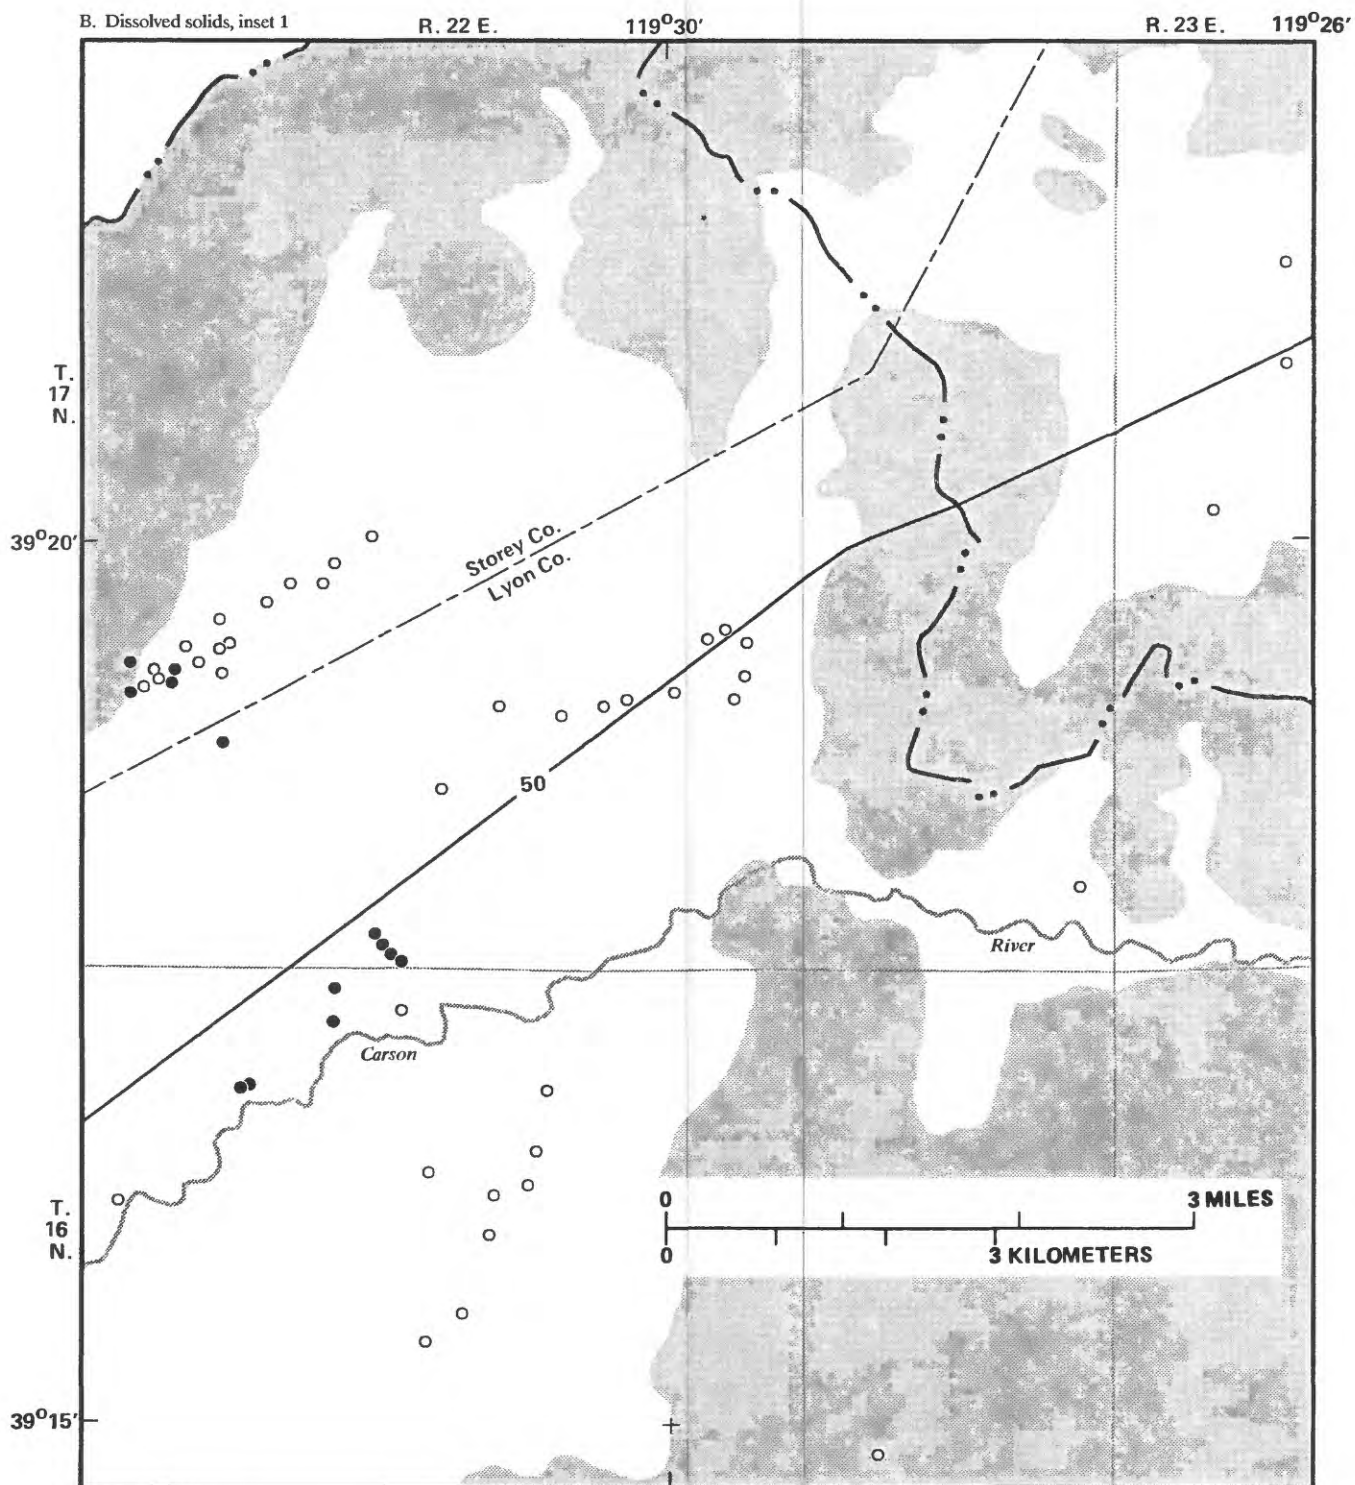 B. Dissolved solids, inset 1
R. 22 E.
119°30'
R. 23 E.
119°26'
T.
17
N.
39°20'
Storey Co.
Lyon Co.
50
River
Carson
T.
16
N.
0
3 MILES
0
3 KILOMETERS
39°15'